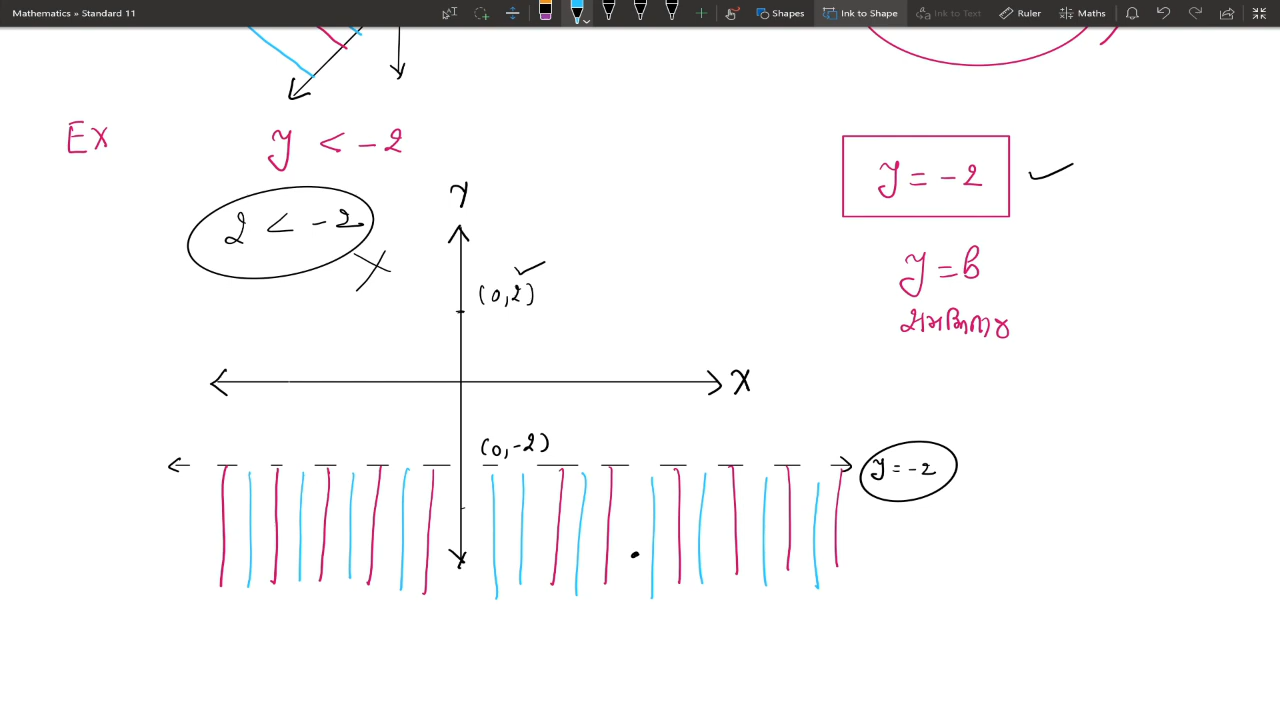 Mathematics » Standard 11
Shapes
Ink to Shape
Ink to Text
Ruler
Maths
Ex
y < -2
2 < -2
Y
(0,2)
X
(0,-2)
y = -2
y = b
y = -2